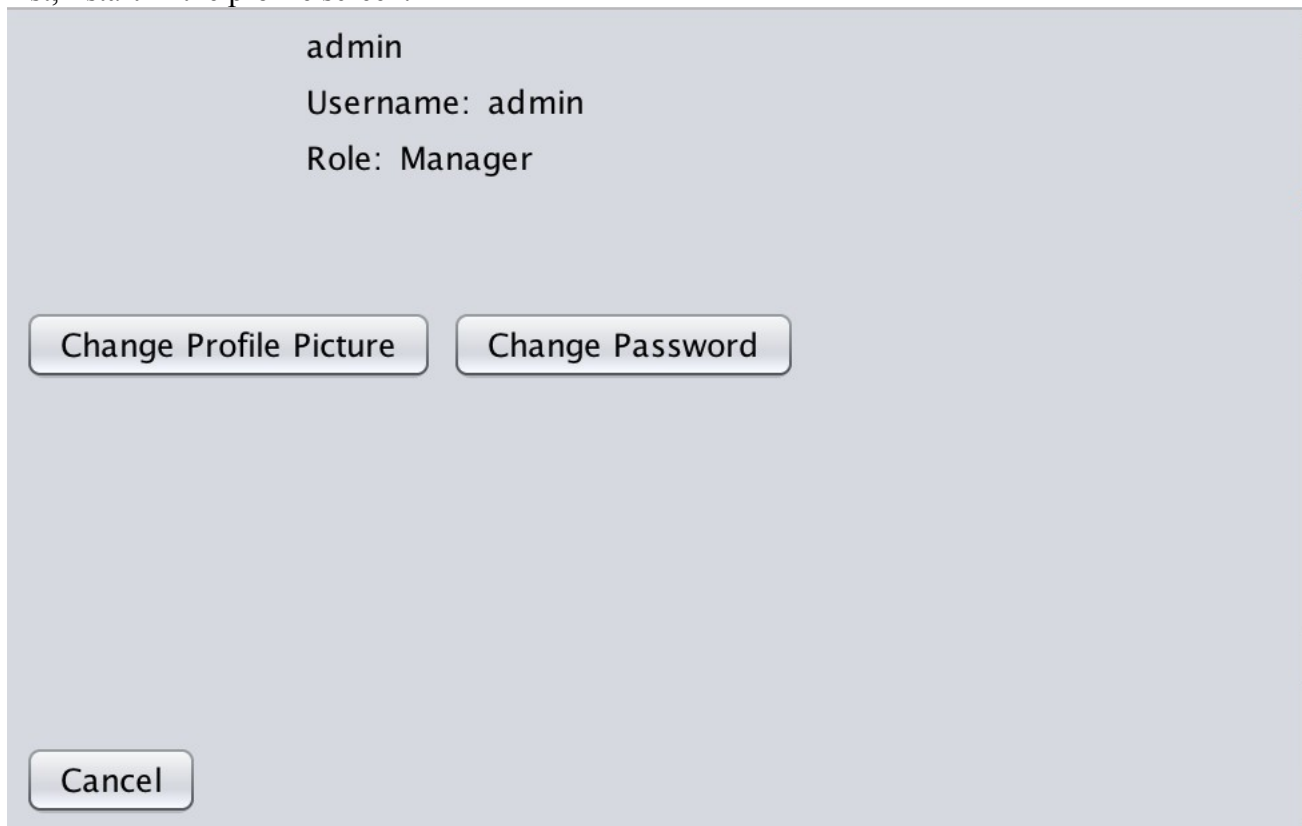 admin
Username: admin
Role: Manager
Change Profile Picture Change Password
Cancel